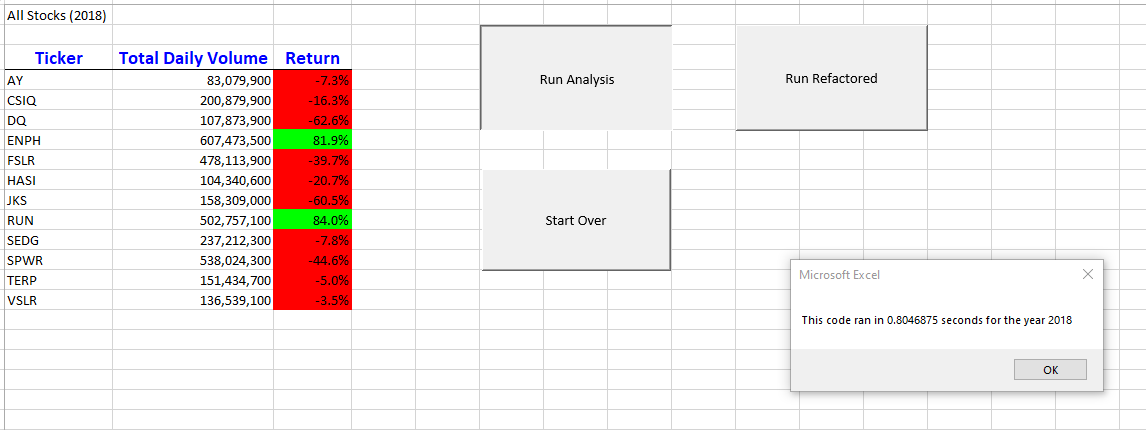 All Stocks (2018)
Ticker Total Daily Volume Return
AY 83,079,900 -7.3%
CSIQ 200,879,900 -16.3%
DQ 107,873,900 -62.6%
ENPH 607,473,500 81.9%
FSLR 478,113,900 -39.7%
HASI 104,340,600 -20.7%
JKS 158,309,000 -60.5%
RUN 502,757,100 84.0%
SEDG 237,212,300 -7.8%
SPWR 538,024,300 -44.6%
TERP 151,434,700 -5.0%
VSLR 136,539,100 -3.5%
Run Analysis
Run Refactored
Start Over
Microsoft Excel
This code ran in 0.8046875 seconds for the year 2018
OK